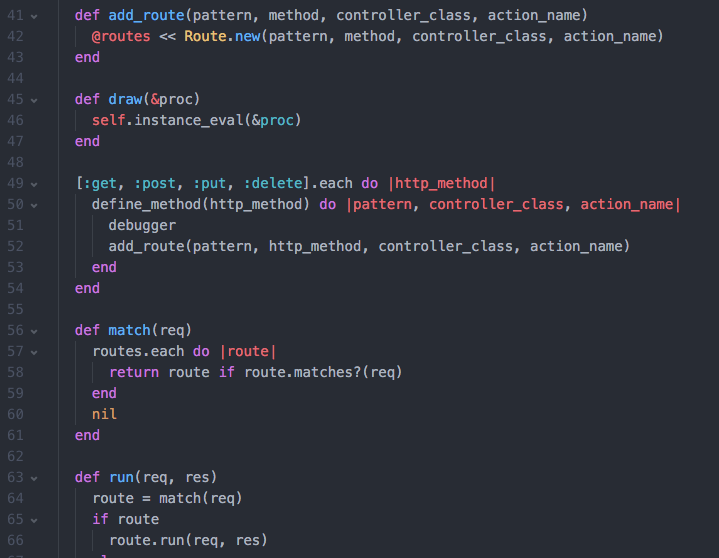 41 def add_route(pattern, method, controller_class, action_name)
42 @routes << Route.new(pattern, method, controller_class, action_name)
43 end
44
45 def draw(&proc)
46 self.instance_eval(&proc)
47 end
48
49 [:get, :post, :put, :delete].each do |http_method|
50 define_method(http_method) do |pattern, controller_class, action_name|
51 debugger
52 add_route(pattern, http_method, controller_class, action_name)
53 end
54 end
55
56 def match(req)
57 routes.each do |route|
58 return route if route.matches?(req)
59 end
60 nil
61 end
62
63 def run(req, res)
64 route = match(req)
65 if route
66 route.run(req, res)